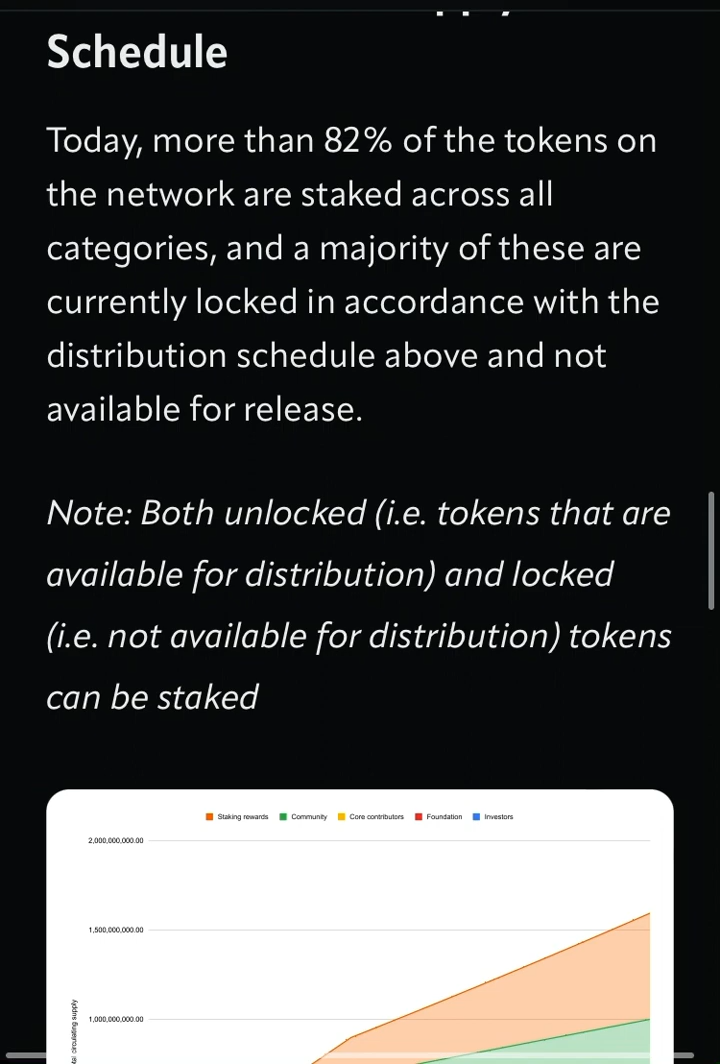 Schedule
Today, more than 82% of the tokens on
the network are staked across all
categories, and a majority of these are
currently locked in accordance with the
distribution schedule above and not
available for release.
Note: Both unlocked (i.e. tokens that are
available for distribution) and locked
(i.e. not available for distribution) tokens
can be staked
Staking rewards Community Core contributors Foundation Investors
2,000,000,000.00
1,500,000,000.00
1,000,000,000.00
circulating supply